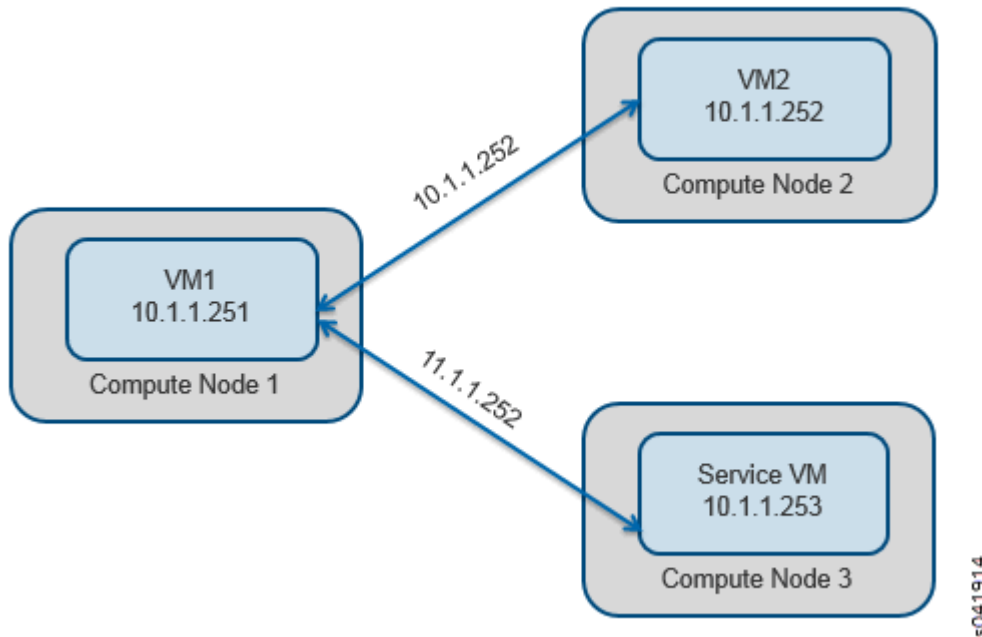 VM2
10.1.1.252
Compute Node 2
10.1.1.252
VM1
10.1.1.251
Compute Node 1
11.1.1.252
Service VM
10.1.1.253
Compute Node 3
s041914